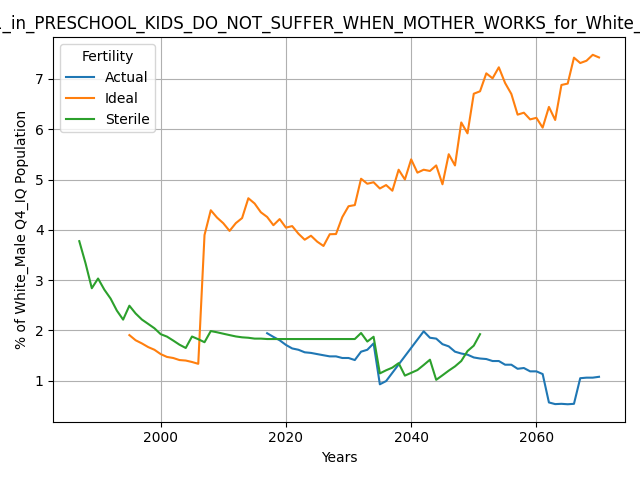 _in_PRESCHOOL_KIDS_DO_NOT_SUFFER_WHEN_MOTHER_WORKS_for_White_
Fertility
Actual
Ideal
Sterile
% of White_Male Q4_IQ Population
7
6
5
4
3
2
1
2000 2020 2040 2060
Years